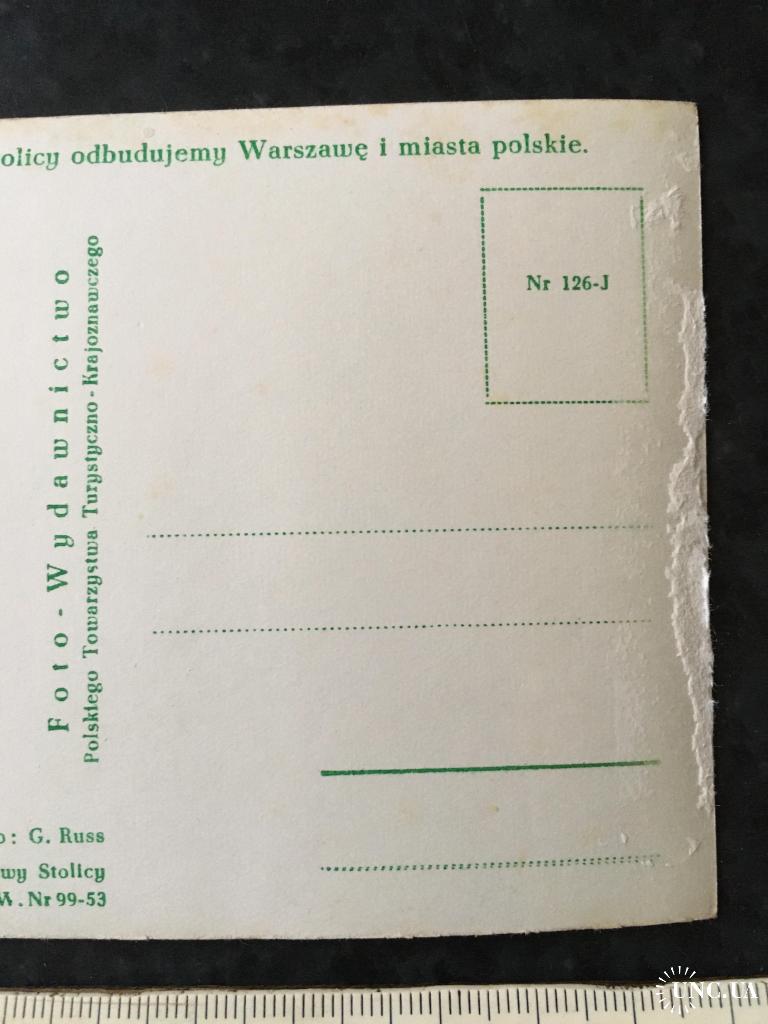 olicy odbudujemy Warszawę i miasta polskie.
Foto-Wydawnictwo
Polskiego Towarzystwa Turystyczno-Krajoznawczego
Nr 126-J
o: G. Russ
wy Stolicy
M. Nr 99-53
UNC.UA